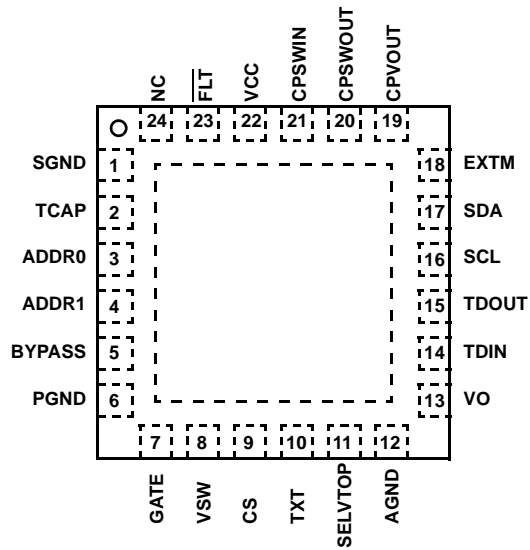 NC
FLT
VCC
CPSWIN
CPSWOUT
CPVOUT
24
23
22
21
20
19
SGND 1
18 EXTM
TCAP 2
17 SDA
ADDR0 3
16 SCL
ADDR1 4
15 TDOUT
BYPASS 5
14 TDIN
PGND 6
13 VO
7
8
9
10
11
12
GATE
VSW
CS
TXT
SELVTOP
AGND